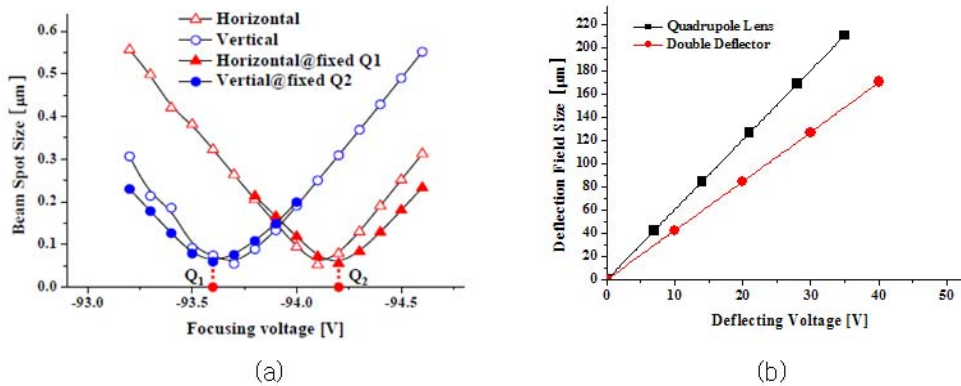 Horizontal
Vertical
Horizontal@fixed Q1
Vertial@fixed Q2
Beam Spot Size [μm]
0.6
0.5
0.4
0.3
0.2
0.1
0.0
Q1
Q2
-93.0
-93.5
-94.0
-94.5
Focusing voltage [V]
(a)
Quadrupole Lens
Double Deflector
Deflection Field Size [μm]
220
200
180
160
140
120
100
80
60
40
20
0
0
10
20
30
40
50
Deflecting Voltage [V]
(b)